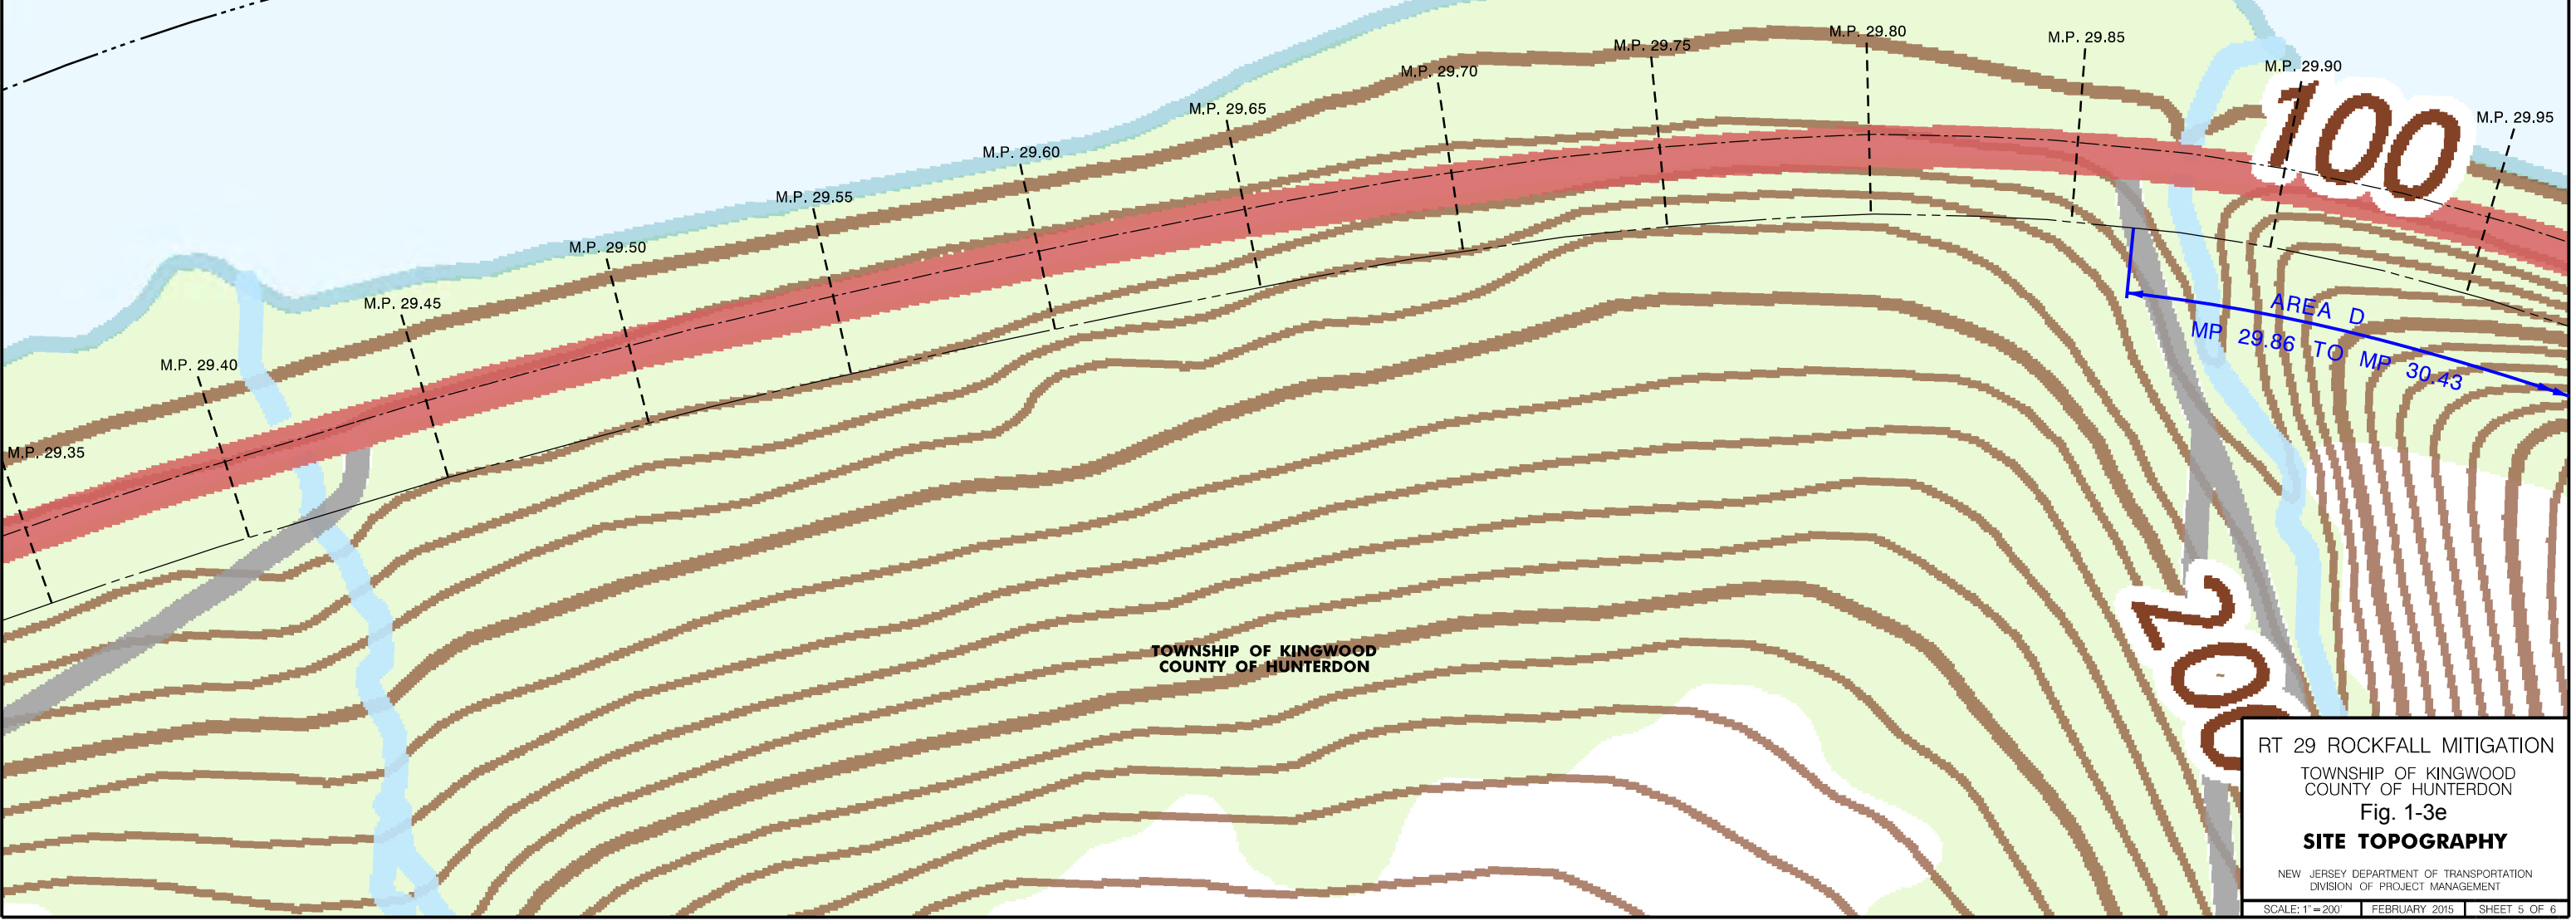 M.P. 29.35
M.P. 29.40
M.P. 29.45
M.P. 29.50
M.P. 29.55
M.P. 29.60
M.P. 29.65
M.P. 29.70
M.P. 29.75
M.P. 29.80
M.P. 29.85
M.P. 29.90
M.P. 29.95
100
AREA D
MP 29.86 TO MP 30.43
TOWNSHIP OF KINGWOOD
COUNTY OF HUNTERDON
200
RT 29 ROCKFALL MITIGATION
TOWNSHIP OF KINGWOOD
COUNTY OF HUNTERDON
Fig. 1-3e
SITE TOPOGRAPHY
NEW JERSEY DEPARTMENT OF TRANSPORTATION
DIVISION OF PROJECT MANAGEMENT
SCALE: 1"=200' FEBRUARY 2015 SHEET 5 OF 6